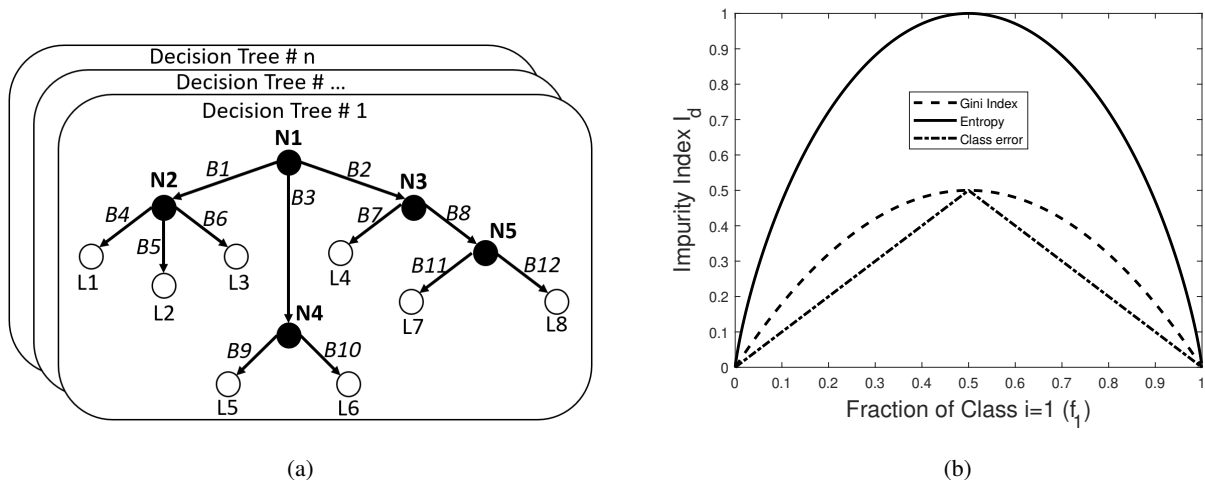 Decision Tree # n
Decision Tree # ...
Decision Tree # 1
N1
B1
B2
N2
B3
N3
B4
B6
B7
B8
B5
N5
L1
L3
L4
B11
B12
L2
N4
L7
L8
B9
B10
L5
L6
(a)
1
0.9
0.8
0.7
0.6
0.5
0.4
0.3
0.2
0.1
0
Impurity Index I_d
Gini Index
Entropy
Class error
0 0.1 0.2 0.3 0.4 0.5 0.6 0.7 0.8 0.9 1
Fraction of Class i=1 (f_1)
(b)